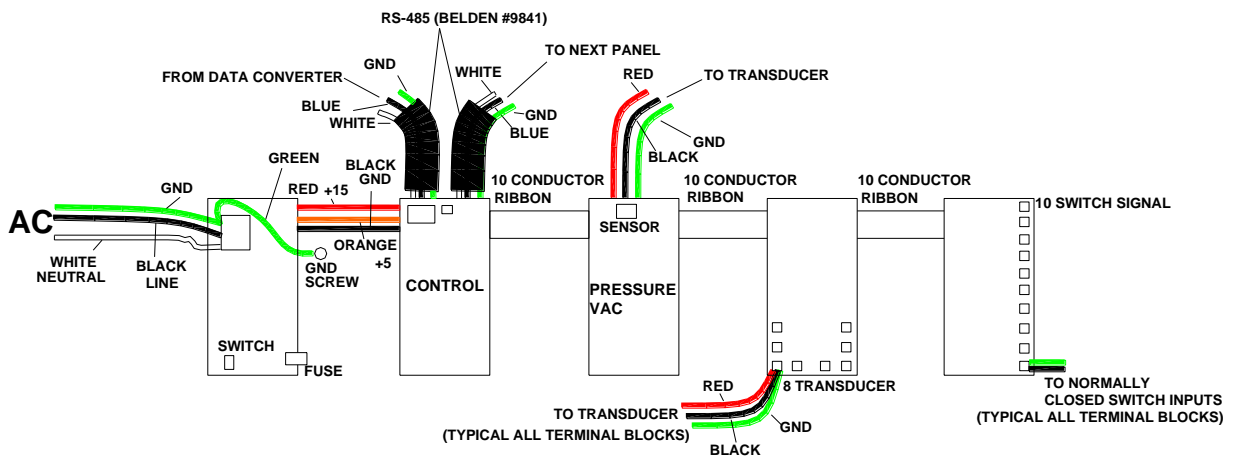 RS-485 (BELDEN #9841)
TO NEXT PANEL
GND
WHITE
FROM DATA CONVERTER
BLUE
WHITE
GND
BLUE
RED
TO TRANSDUCER
GND
BLACK
GREEN
BLACK
GND
GND
RED +15
10 CONDUCTOR
RIBBON
10 CONDUCTOR
RIBBON
10 CONDUCTOR
RIBBON
10 SWITCH SIGNAL
AC
SENSOR
ORANGE
+5
WHITE
NEUTRAL
BLACK
LINE
GND
SCREW
CONTROL
PRESSURE
VAC
SWITCH
FUSE
RED
8 TRANSDUCER
TO TRANSDUCER
(TYPICAL ALL TERMINAL BLOCKS)
GND
BLACK
TO NORMALLY
CLOSED SWITCH INPUTS
(TYPICAL ALL TERMINAL BLOCKS)